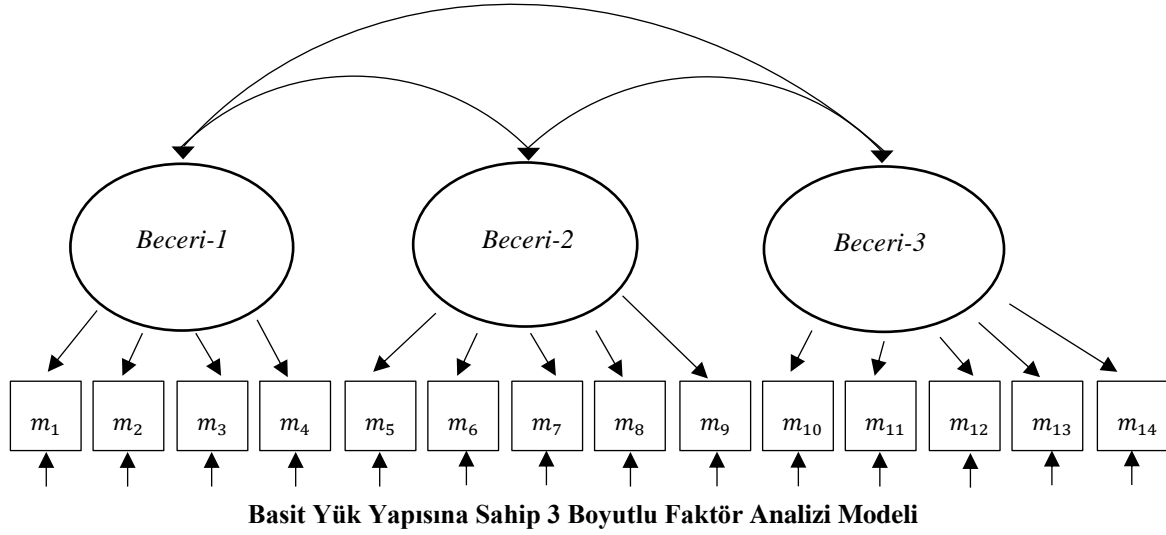 Beceri-1 Beceri-2 Beceri-3
m₁ m₂ m₃ m₄ m₅ m₆ m₇ m₈ m₉ m₁₀ m₁₁ m₁₂ m₁₃ m₁₄
Basit Yük Yapısına Sahip 3 Boyutlu Faktör Analizi Modeli